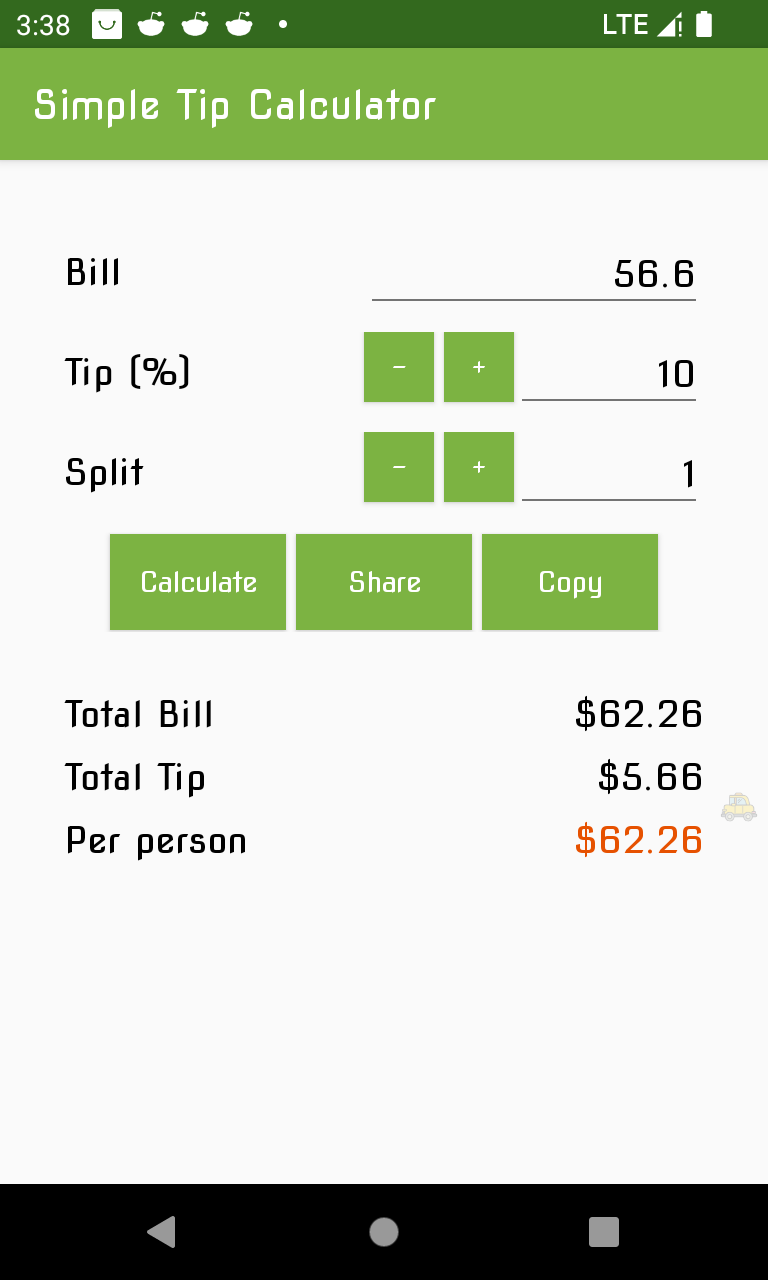 3:38 LTE
Simple Tip Calculator
Bill 56.6
Tip (%) − + 10
Split − + 1
Calculate Share Copy
Total Bill $62.26
Total Tip $5.66
Per person $62.26